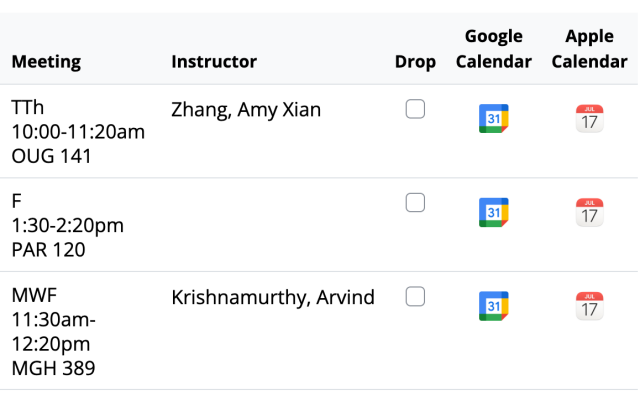 Meeting Instructor Drop Google Calendar Apple Calendar
TTh
10:00-11:20am
OUG 141
Zhang, Amy Xian
31
JUL
17
F
1:30-2:20pm
PAR 120
31
JUL
17
MWF
11:30am-
12:20pm
MGH 389
Krishnamurthy, Arvind
31
JUL
17